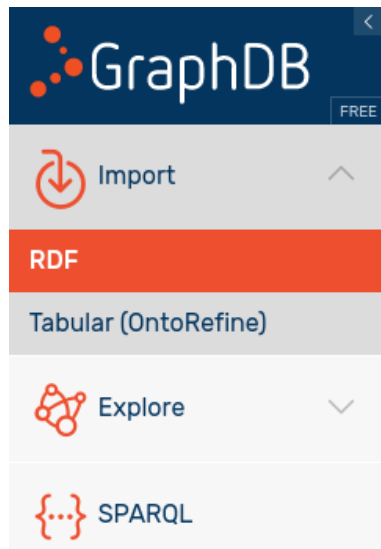 GraphDB
FREE
Import
RDF
Tabular (OntoRefine)
Explore
SPARQL